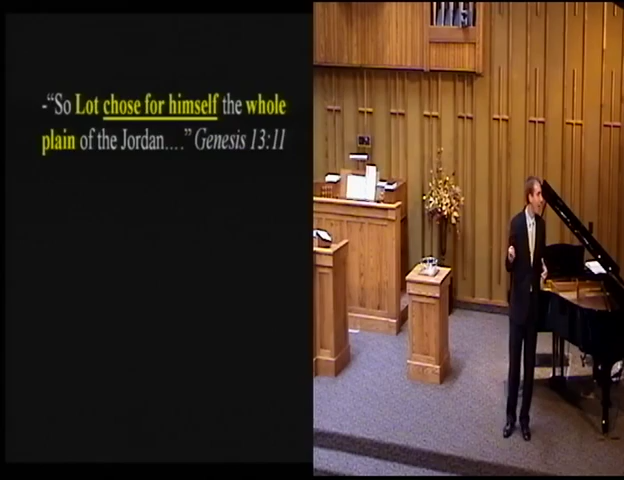 -“So Lot chose for himself the whole
plain of the Jordan....” Genesis 13:11